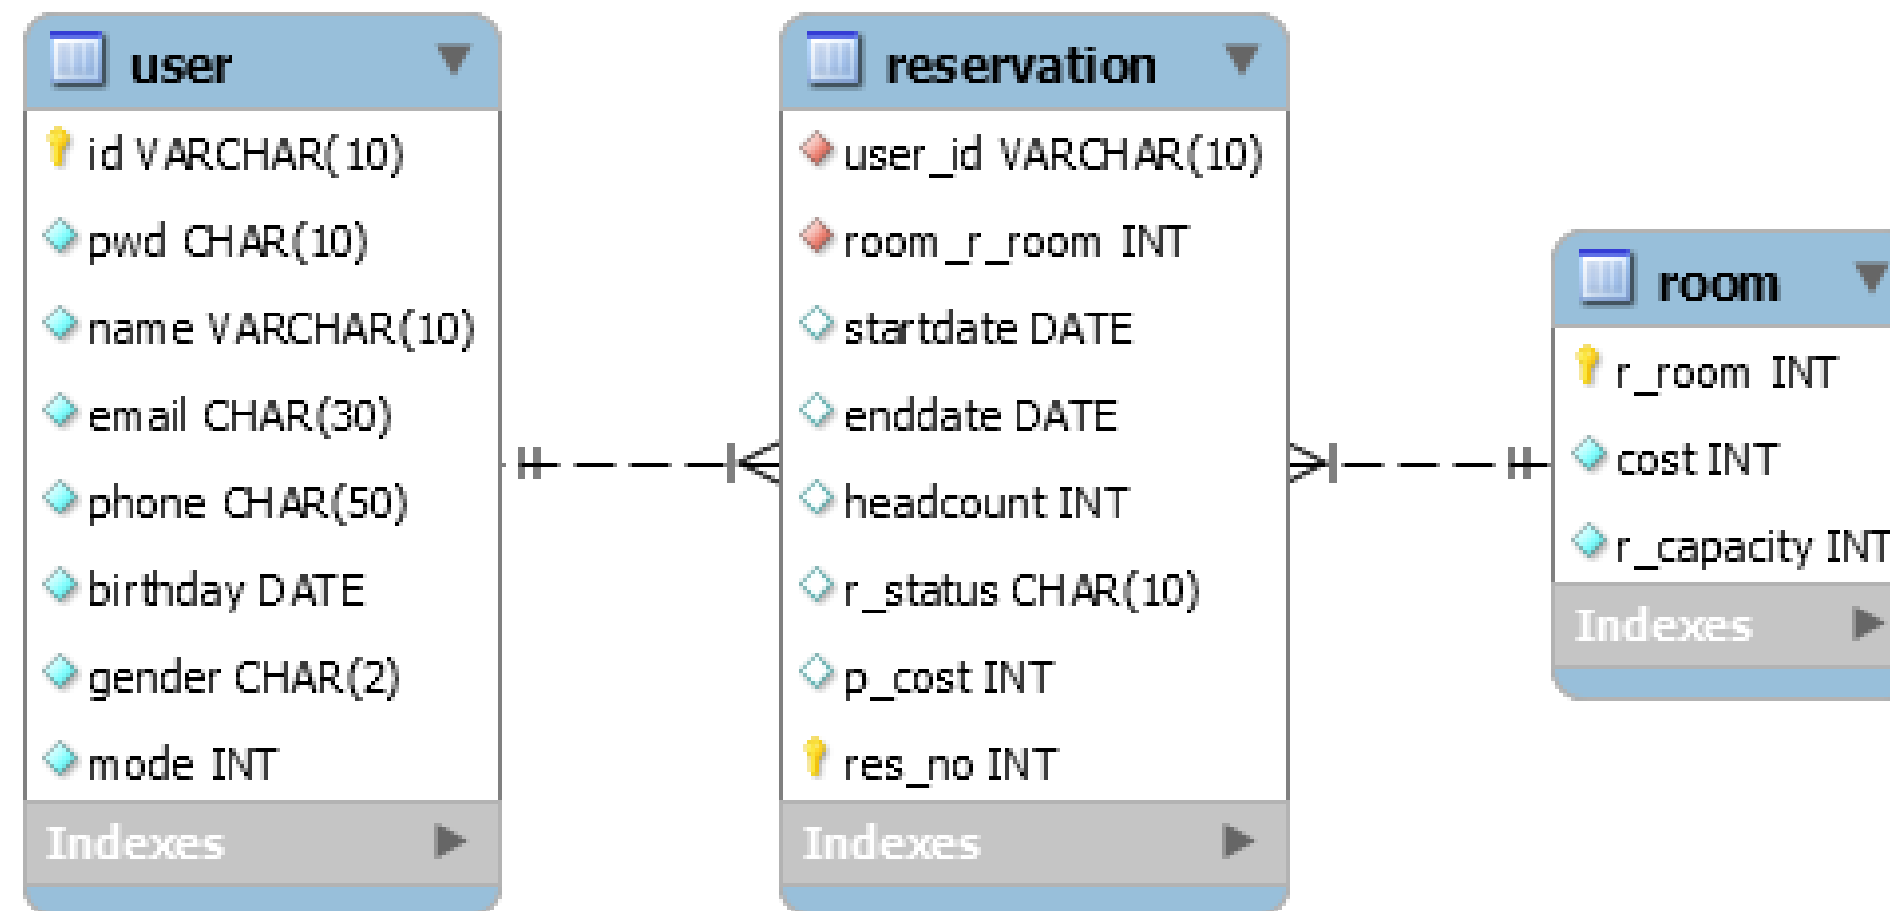 user
id VARCHAR(10)
pwd CHAR(10)
name VARCHAR(10)
email CHAR(30)
phone CHAR(50)
birthday DATE
gender CHAR(2)
mode INT
Indexes
reservation
user_id VARCHAR(10)
room_r_room INT
startdate DATE
enddate DATE
headcount INT
r_status CHAR(10)
p_cost INT
res_no INT
Indexes
room
r_room INT
cost INT
r_capacity INT
Indexes